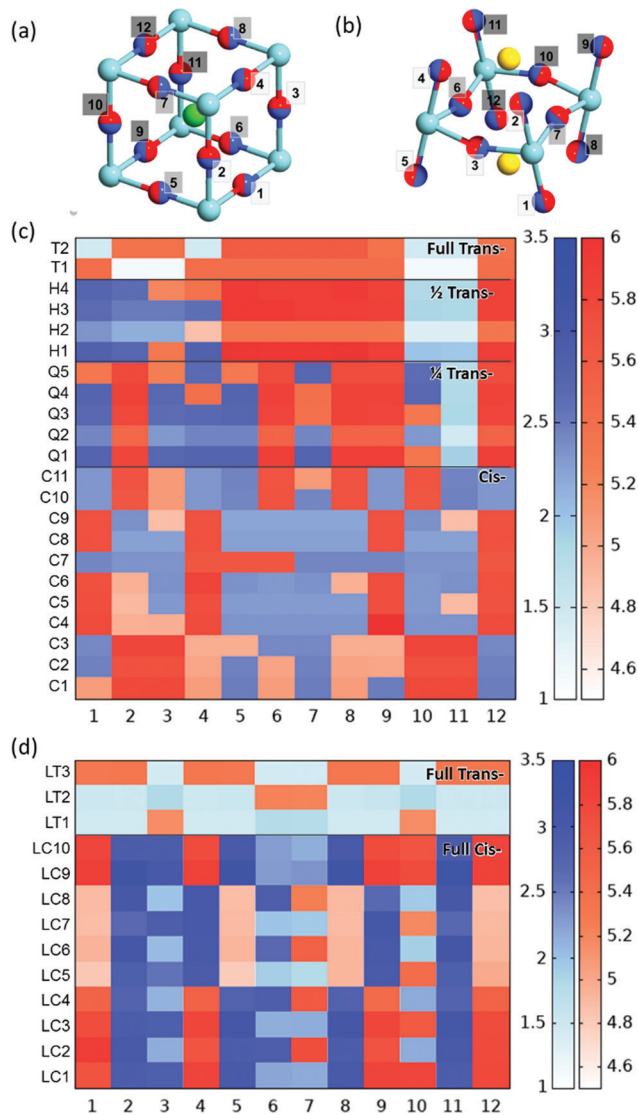 (a)
(b)
12
8
11
4
7
3
10
9
6
2
5
1
11
9
4
10
6
12
2
7
8
5
3
1
(c)
T2
Full Trans-
T1
H4
½ Trans-
H3
H2
H1
Q5
¼ Trans-
Q4
Q3
Q2
Q1
C11
Cis-
C10
C9
C8
C7
C6
C5
C4
C3
C2
C1
1 2 3 4 5 6 7 8 9 10 11 12
3.5
3
2.5
2
1.5
1
6
5.8
5.6
5.4
5.2
5
4.8
4.6
(d)
LT3
Full Trans-
LT2
LT1
LC10
Full Cis-
LC9
LC8
LC7
LC6
LC5
LC4
LC3
LC2
LC1
1 2 3 4 5 6 7 8 9 10 11 12
3.5
3
2.5
2
1.5
1
6
5.8
5.6
5.4
5.2
5
4.8
4.6